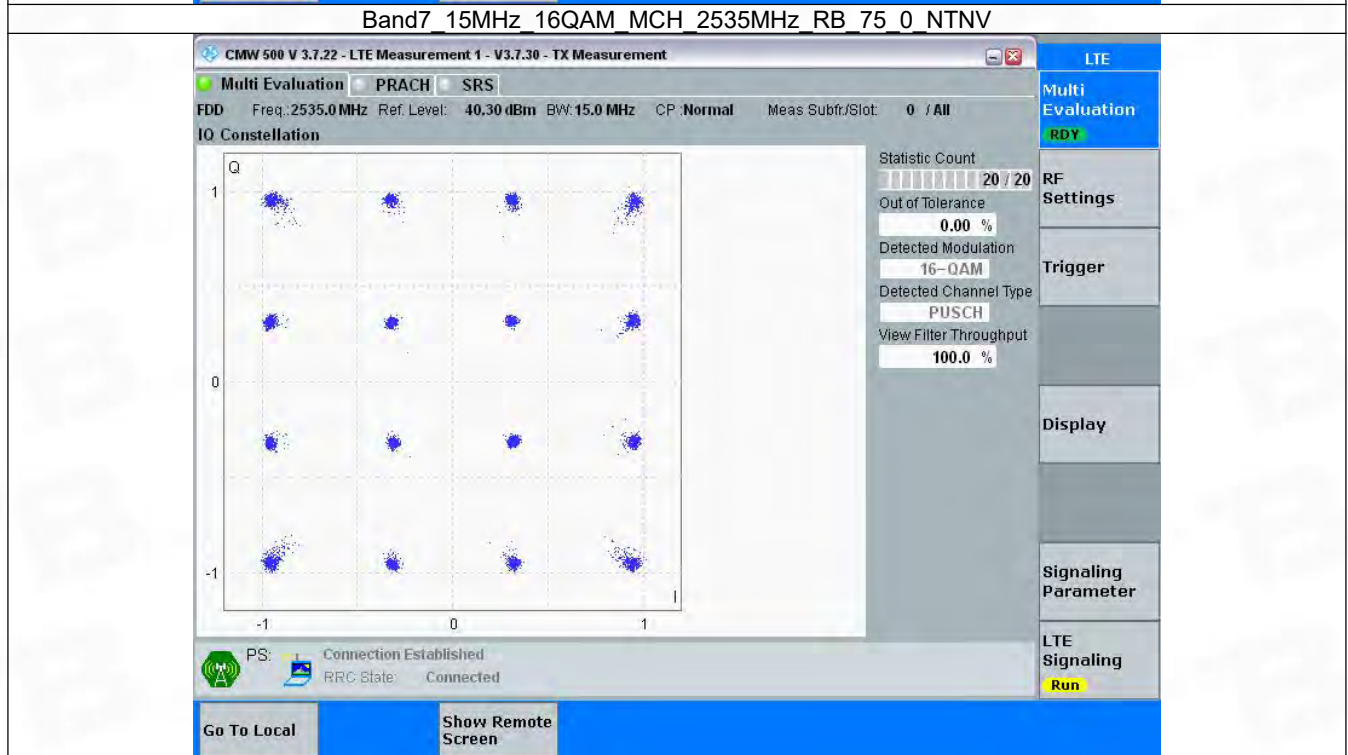 Band7_15MHz_16QAM_MCH_2535MHz_RB_75_0_NTNV
CMW 500 V 3.7.22 - LTE Measurement 1 - V3.7.30 - TX Measurement
LTE
Multi Evaluation PRACH SRS
Multi
Evaluation
RDY
FDD Freq.:2535.0 MHz Ref. Level: 40.30 dBm BW:15.0 MHz CP :Normal Meas Subfr./Slot: 0 / All
IQ Constellation
Q
1
0
-1
I
-1 0 1
Statistic Count
20 / 20
Out of Tolerance
0.00 %
Detected Modulation
16-QAM
Detected Channel Type
PUSCH
View Filter Throughput
100.0 %
RF
Settings
Trigger
Display
Signaling
Parameter
LTE
Signaling
Run
PS: Connection Established
RRC State: Connected
Go To Local
Show Remote
Screen